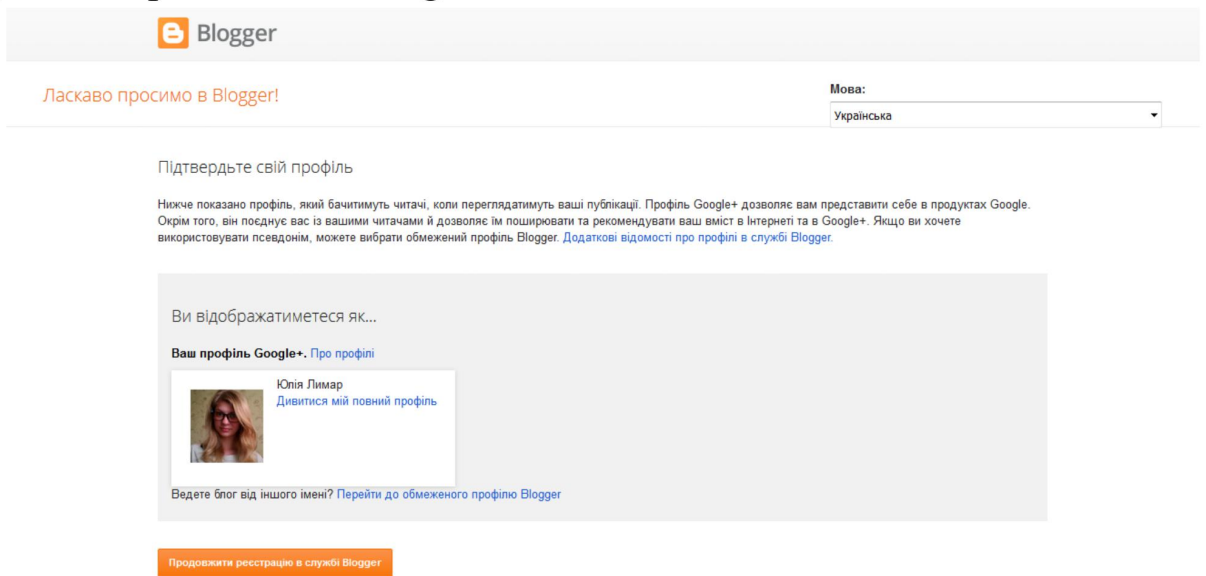 Blogger
Ласкаво просимо в Blogger!
Мова:
Українська
Підтвердьте свій профіль
Нижче показано профіль, який бачитимуть читачі, коли переглядатимуть ваші публікації. Профіль Google+ дозволяє вам представити себе в продуктах Google.
Окрім того, він поєднує вас із вашими читачами й дозволяє їм поширювати та рекомендувати ваш вміст в Інтернеті та в Google+. Якщо ви хочете
використовувати псевдонім, можете вибрати обмежений профіль Blogger. Додаткові відомості про профілі в службі Blogger.
Ви відображатиметеся як...
Ваш профіль Google+. Про профілі
Юлія Лимар
Дивитися мій повний профіль
Ведете блог від іншого імені? Перейти до обмеженого профілю Blogger
Продовжити реєстрацію в службі Blogger